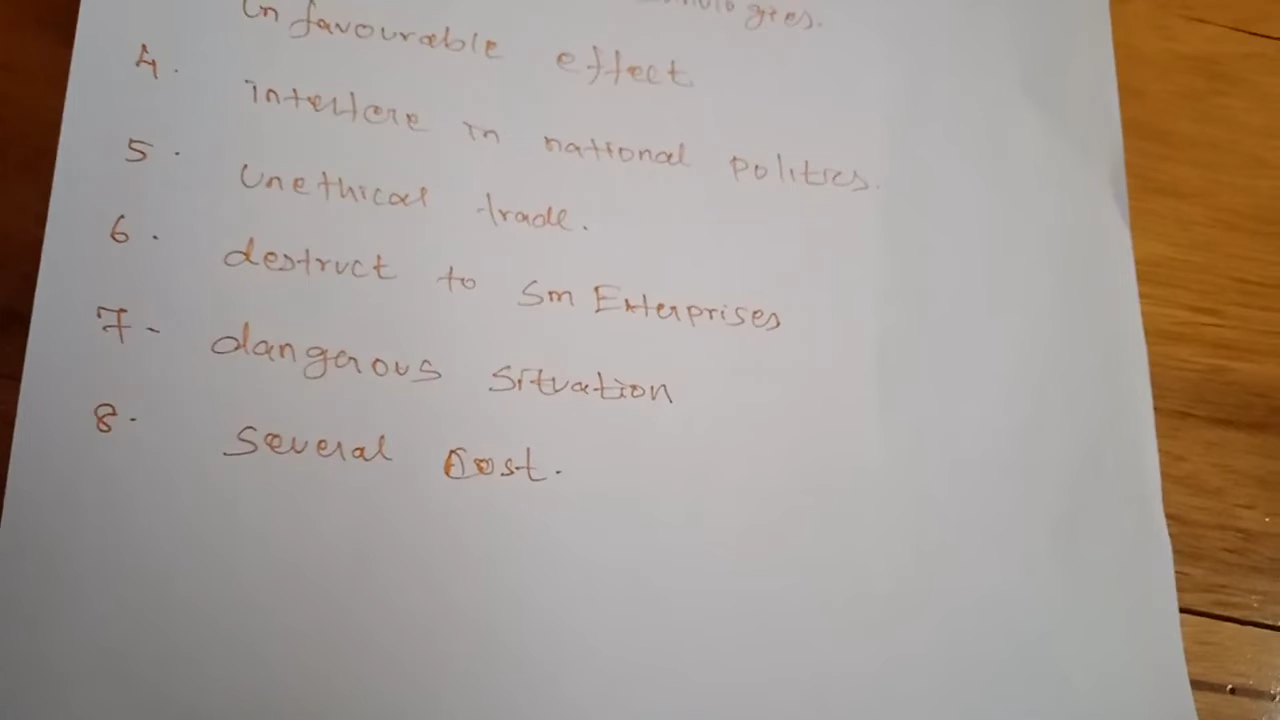 unfavourable effect
4. interfere in national politics.
5. unethical trade.
6. destruct to Sm Enterprises
7- dangerous situation
8. several cost.